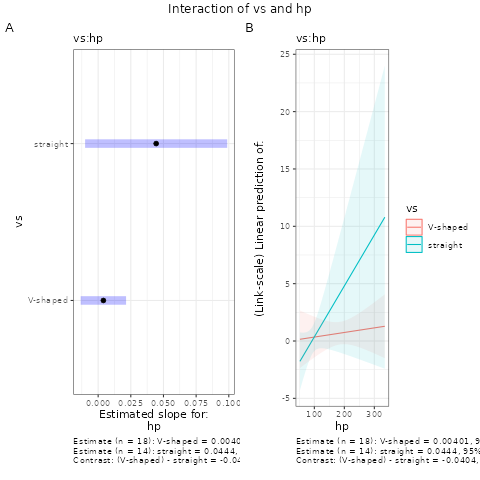 Interaction of vs and hp
A
vs:hp
vs
straight
V-shaped
0.000 0.025 0.050 0.075 0.100
Estimated slope for:
hp
Estimate (n = 18): V-shaped = 0.0040
Estimate (n = 14): straight = 0.0444,
Contrast: (V-shaped) - straight = -0.04
B
vs:hp
(Link-scale) Linear prediction of:
25
20
15
10
5
0
-5
100 200 300
hp
Estimate (n = 18): V-shaped = 0.00401, 9
Estimate (n = 14): straight = 0.0444, 95%
Contrast: (V-shaped) - straight = -0.0404,
vs
V-shaped
straight